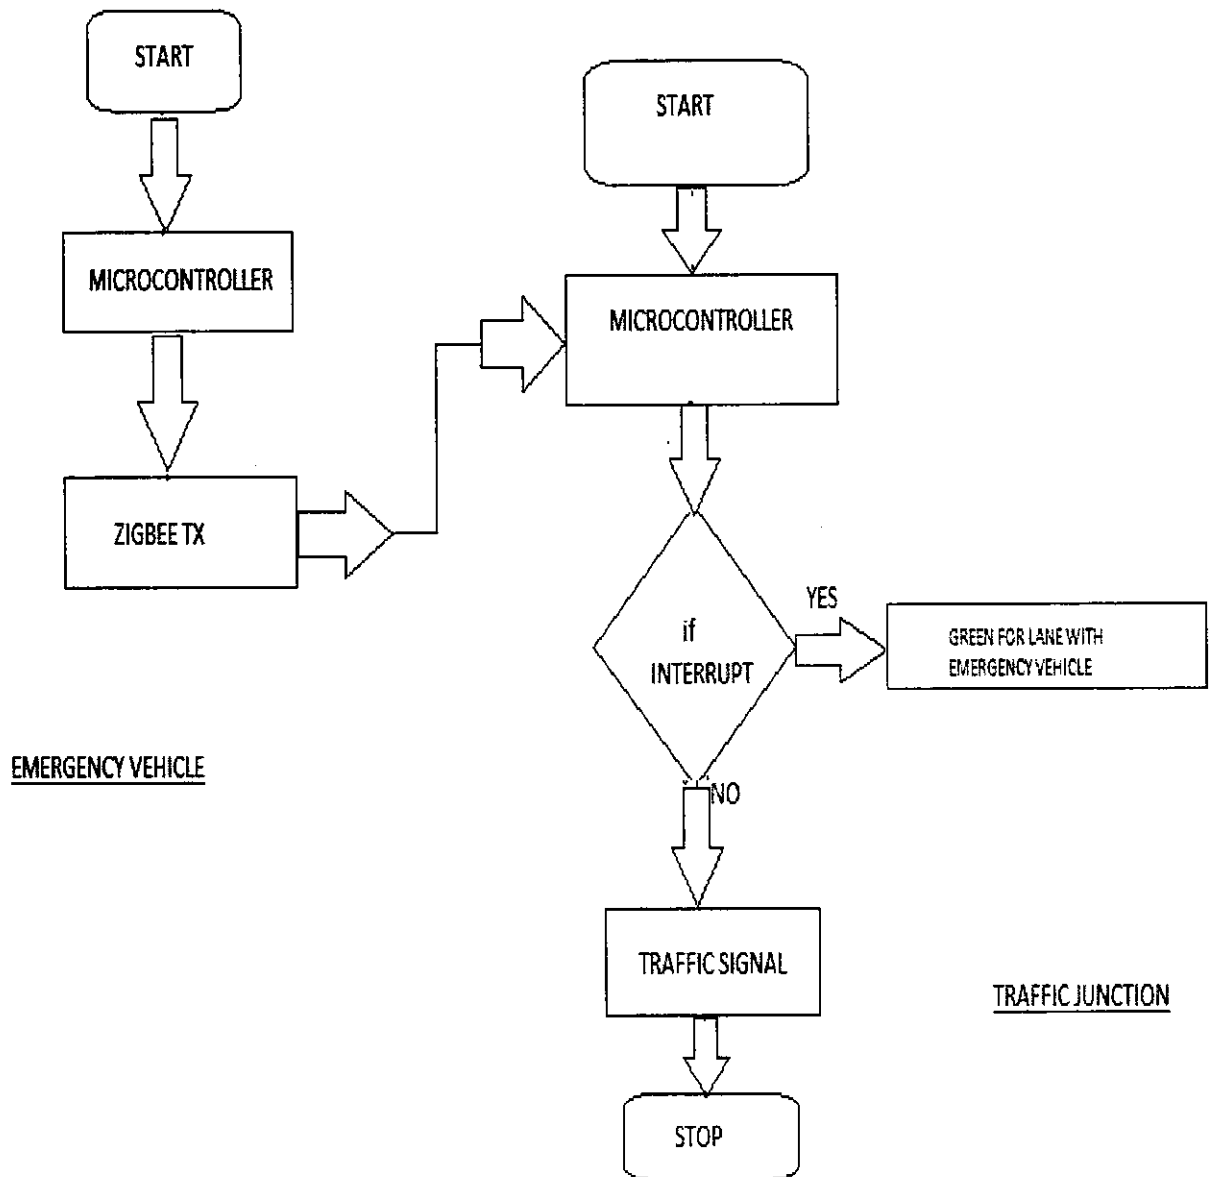 START
MICROCONTROLLER
ZIGBEE TX
EMERGENCY VEHICLE
START
MICROCONTROLLER
if
INTERRUPT
YES
GREEN FOR LANE WITH
EMERGENCY VEHICLE
NO
TRAFFIC SIGNAL
TRAFFIC JUNCTION
STOP